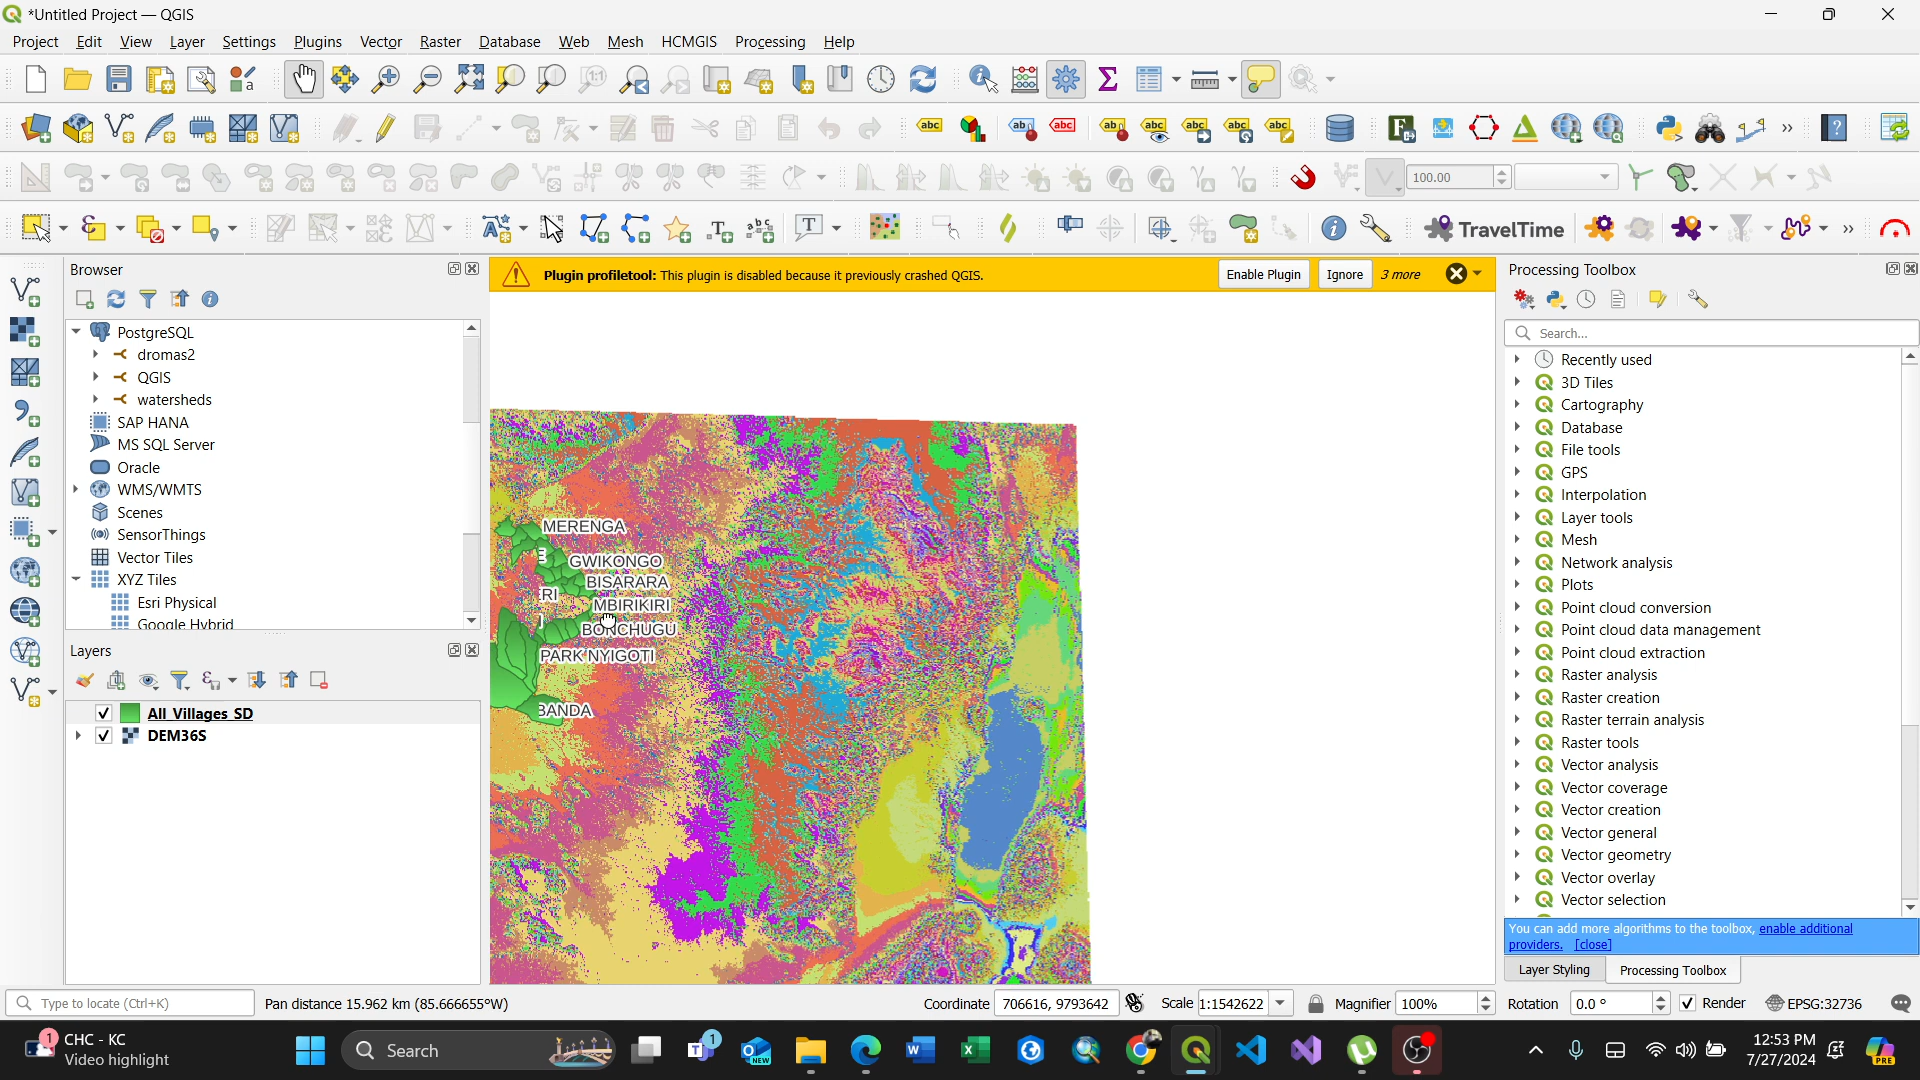 *Untitled Project — QGIS
Project Edit View Layer Settings Plugins Vector Raster Database Web Mesh HCMGIS Processing Help
100.00
TravelTime
Browser
Plugin profiletool: This plugin is disabled because it previously crashed QGIS.
Enable Plugin Ignore 3 more
Processing Toolbox
PostgreSQL
dromas2
QGIS
watersheds
SAP HANA
MS SQL Server
Oracle
WMS/WMTS
Scenes
SensorThings
Vector Tiles
XYZ Tiles
Esri Physical
Google Hybrid
Layers
All Villages SD
DEM36S
MERENGA
GWIKONGO
BISARARA
MBIRIKIRI
BONCHUGU
PARK NYIGOTI
BANDA
Search...
Recently used
3D Tiles
Cartography
Database
File tools
GPS
Interpolation
Layer tools
Mesh
Network analysis
Plots
Point cloud conversion
Point cloud data management
Point cloud extraction
Raster analysis
Raster creation
Raster terrain analysis
Raster tools
Vector analysis
Vector coverage
Vector creation
Vector general
Vector geometry
Vector overlay
Vector selection
You can add more algorithms to the toolbox, enable additional
providers. [close]
Layer Styling Processing Toolbox
Type to locate (Ctrl+K) Pan distance 15.962 km (85.666655°W) Coordinate 706616, 9793642 Scale 1:1542622 Magnifier 100% Rotation 0.0 ° Render EPSG:32736
CHC - KC
Video highlight
Search
12:53 PM
7/27/2024